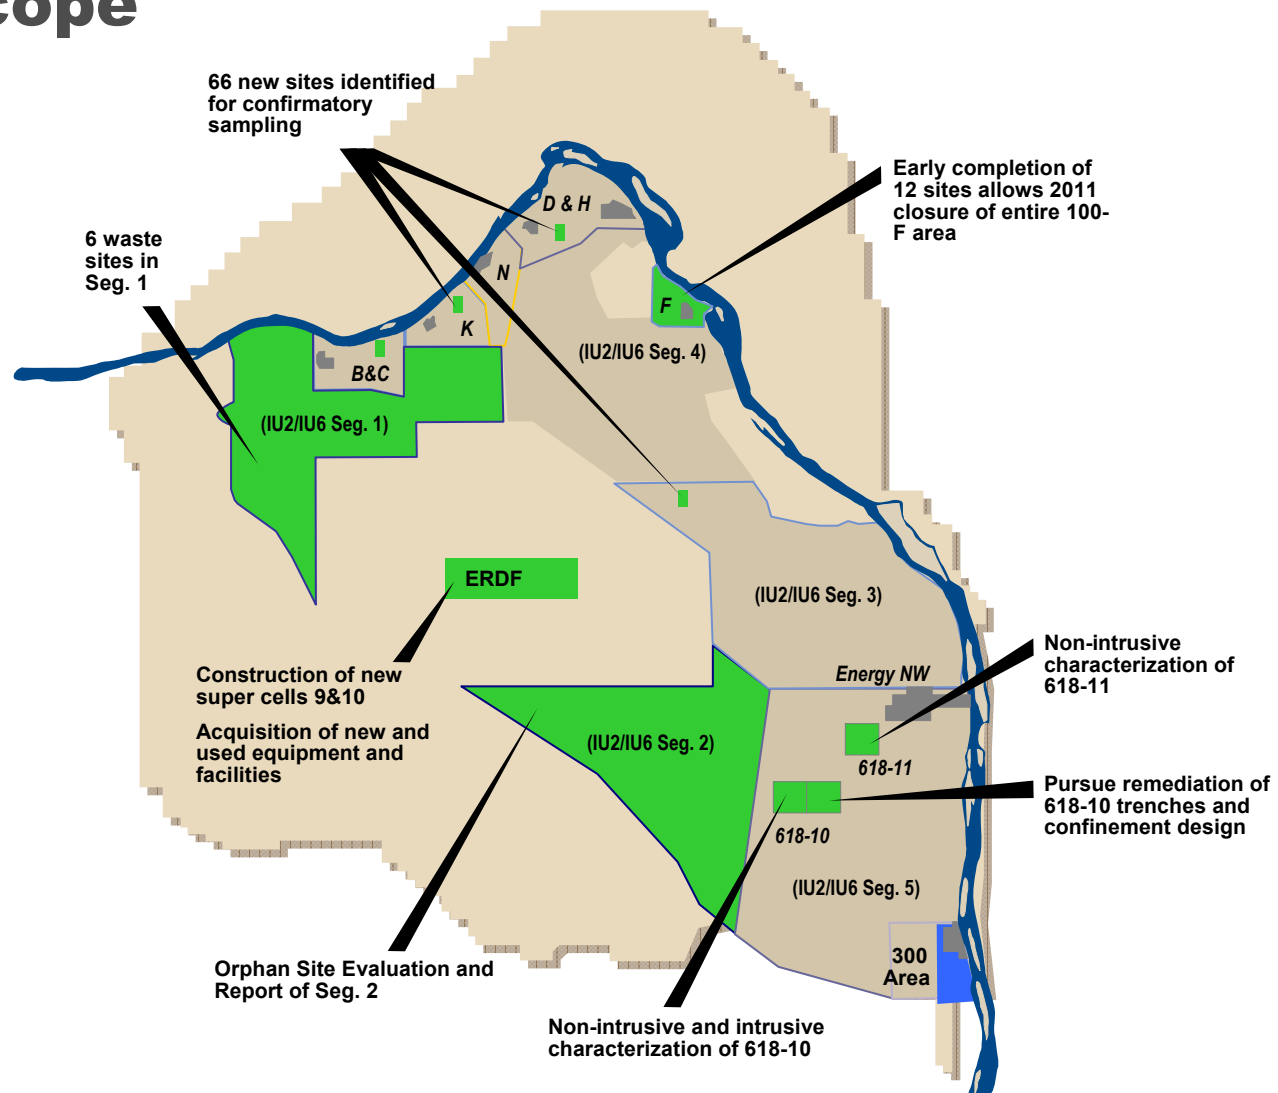 cope
66 new sites identified
for confirmatory
sampling
Early completion of
12 sites allows 2011
closure of entire 100-
F area
6 waste
sites in
Seg. 1
D & H
N
F
K
(IU2/IU6 Seg. 4)
B&C
(IU2/IU6 Seg. 1)
ERDF
(IU2/IU6 Seg. 3)
Non-intrusive
characterization of
618-11
Construction of new
super cells 9&10
Acquisition of new and
used equipment and
facilities
Energy NW
(IU2/IU6 Seg. 2)
618-11
Pursue remediation of
618-10 trenches and
confinement design
618-10
(IU2/IU6 Seg. 5)
300
Area
Orphan Site Evaluation and
Report of Seg. 2
Non-intrusive and intrusive
characterization of 618-10